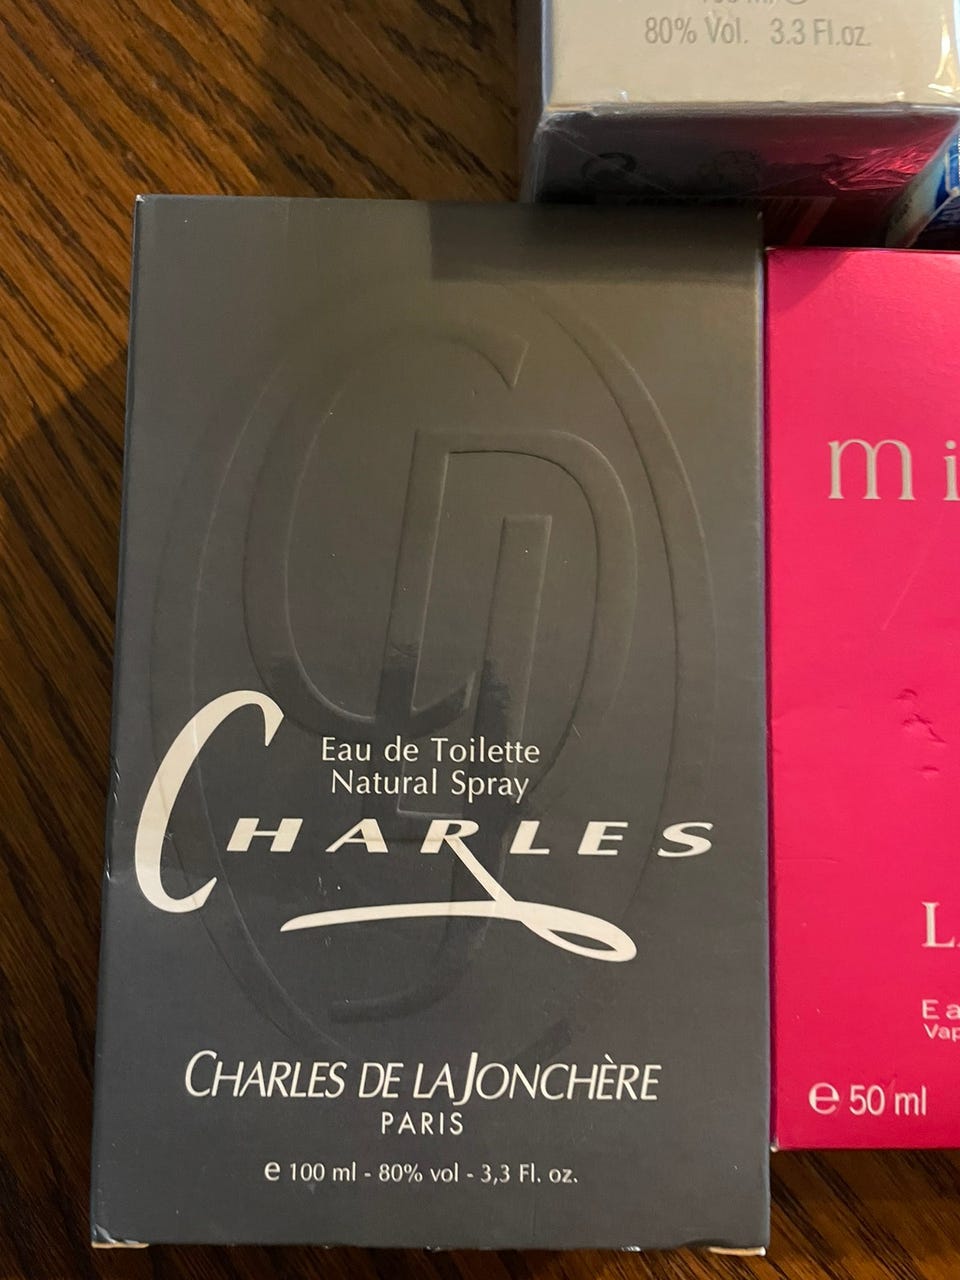 80% Vol. 3.3 Fl.oz.
Eau de Toilette
Natural Spray
CHARLES
CHARLES DE LA JONCHÈRE
PARIS
e 100 ml - 80% vol - 3,3 Fl. oz.
e 50 ml